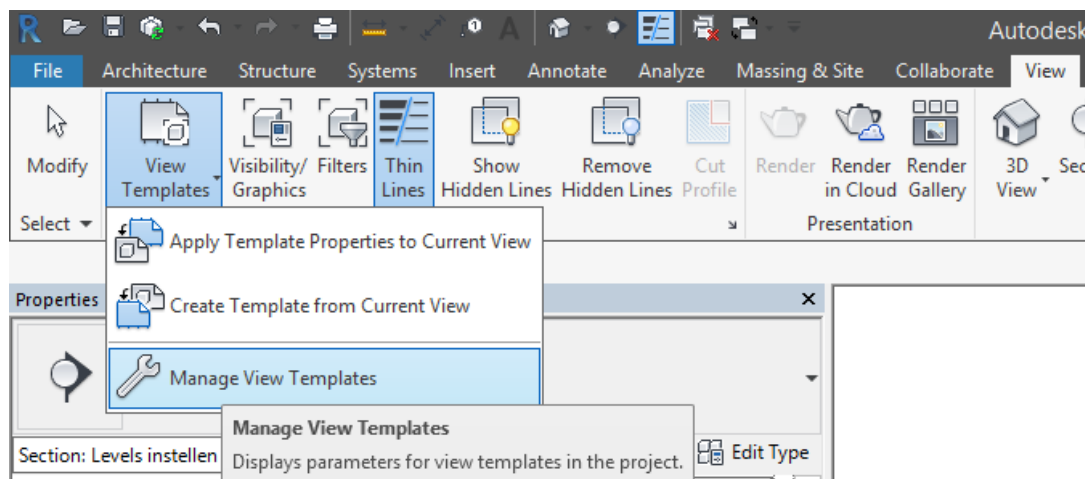 Autodesk
File Architecture Structure Systems Insert Annotate Analyze Massing & Site Collaborate View
Modify
View
Templates
Visibility/
Graphics
Filters
Thin
Lines
Show
Hidden Lines
Remove
Hidden Lines
Cut
Profile
Render
Render
in Cloud
Render
Gallery
3D
View
Sec
Select
Presentation
Apply Template Properties to Current View
Create Template from Current View
Manage View Templates
Properties
Manage View Templates
Displays parameters for view templates in the project.
Section: Levels instellen
Edit Type